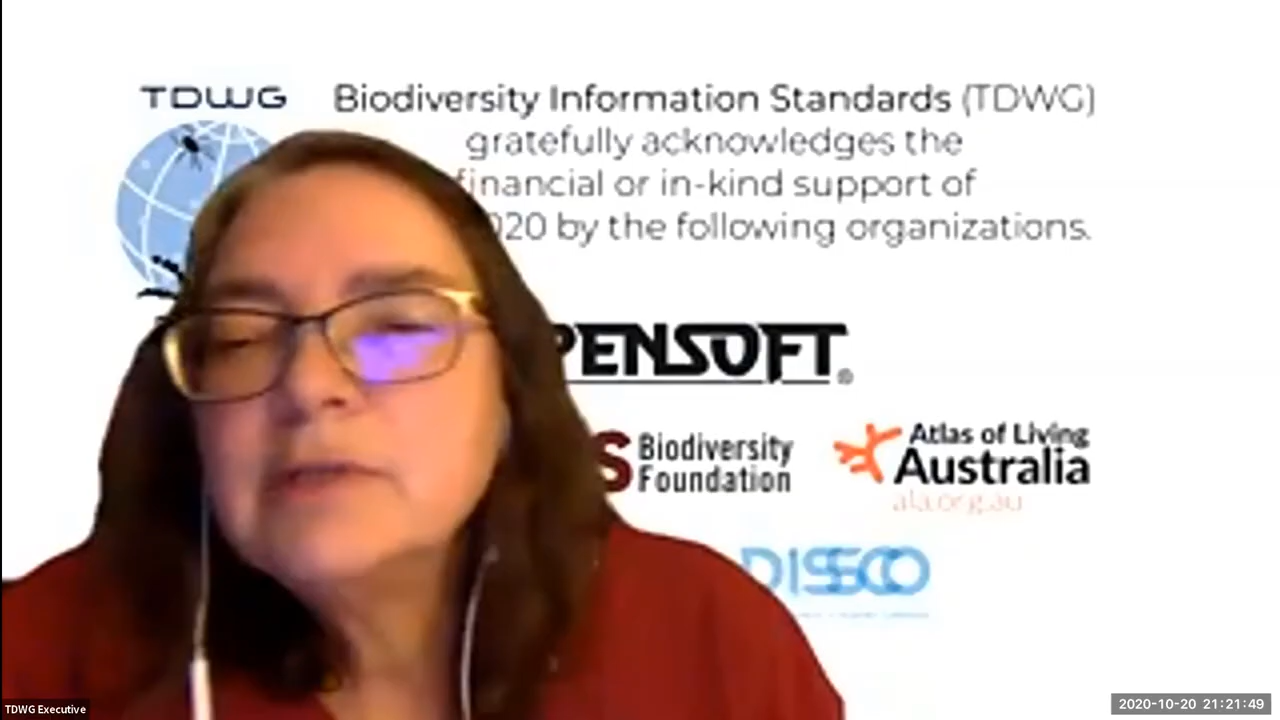 TDWG
Biodiversity Information Standards (TDWG)
gratefully acknowledges the
financial or in-kind support of
020 by the following organizations.
PENSOFT®
S Biodiversity
Foundation
Atlas of Living
Australia
ala.org.au
DISSCO
TDWG Executive
2020-10-20 21:21:49